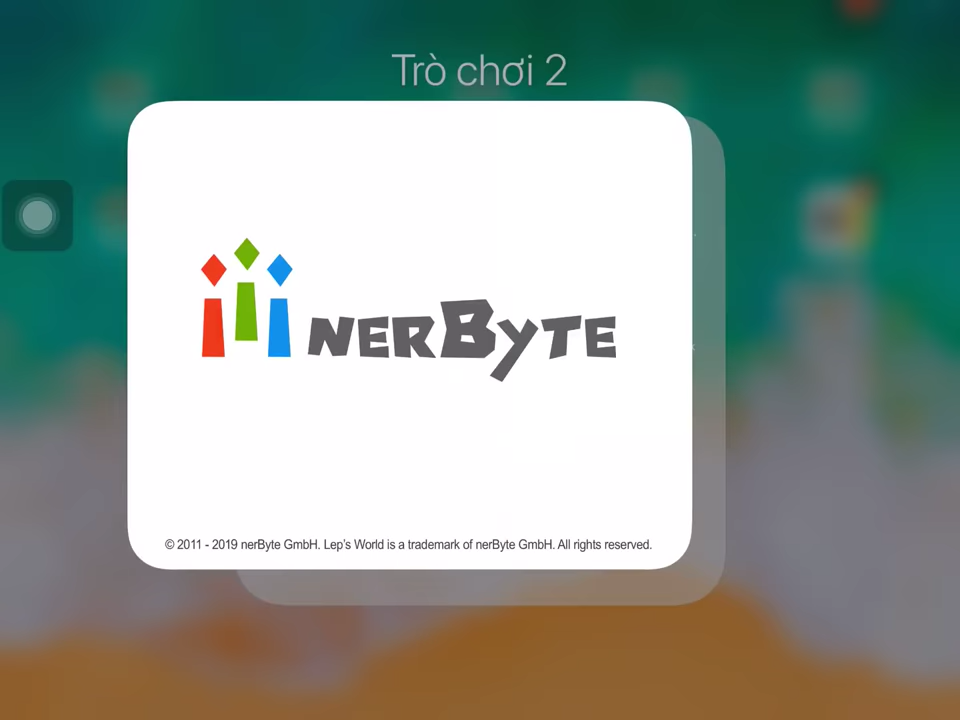 Trò chơi 2
nerByte
© 2011 - 2019 nerByte GmbH. Lep's World is a trademark of nerByte GmbH. All rights reserved.